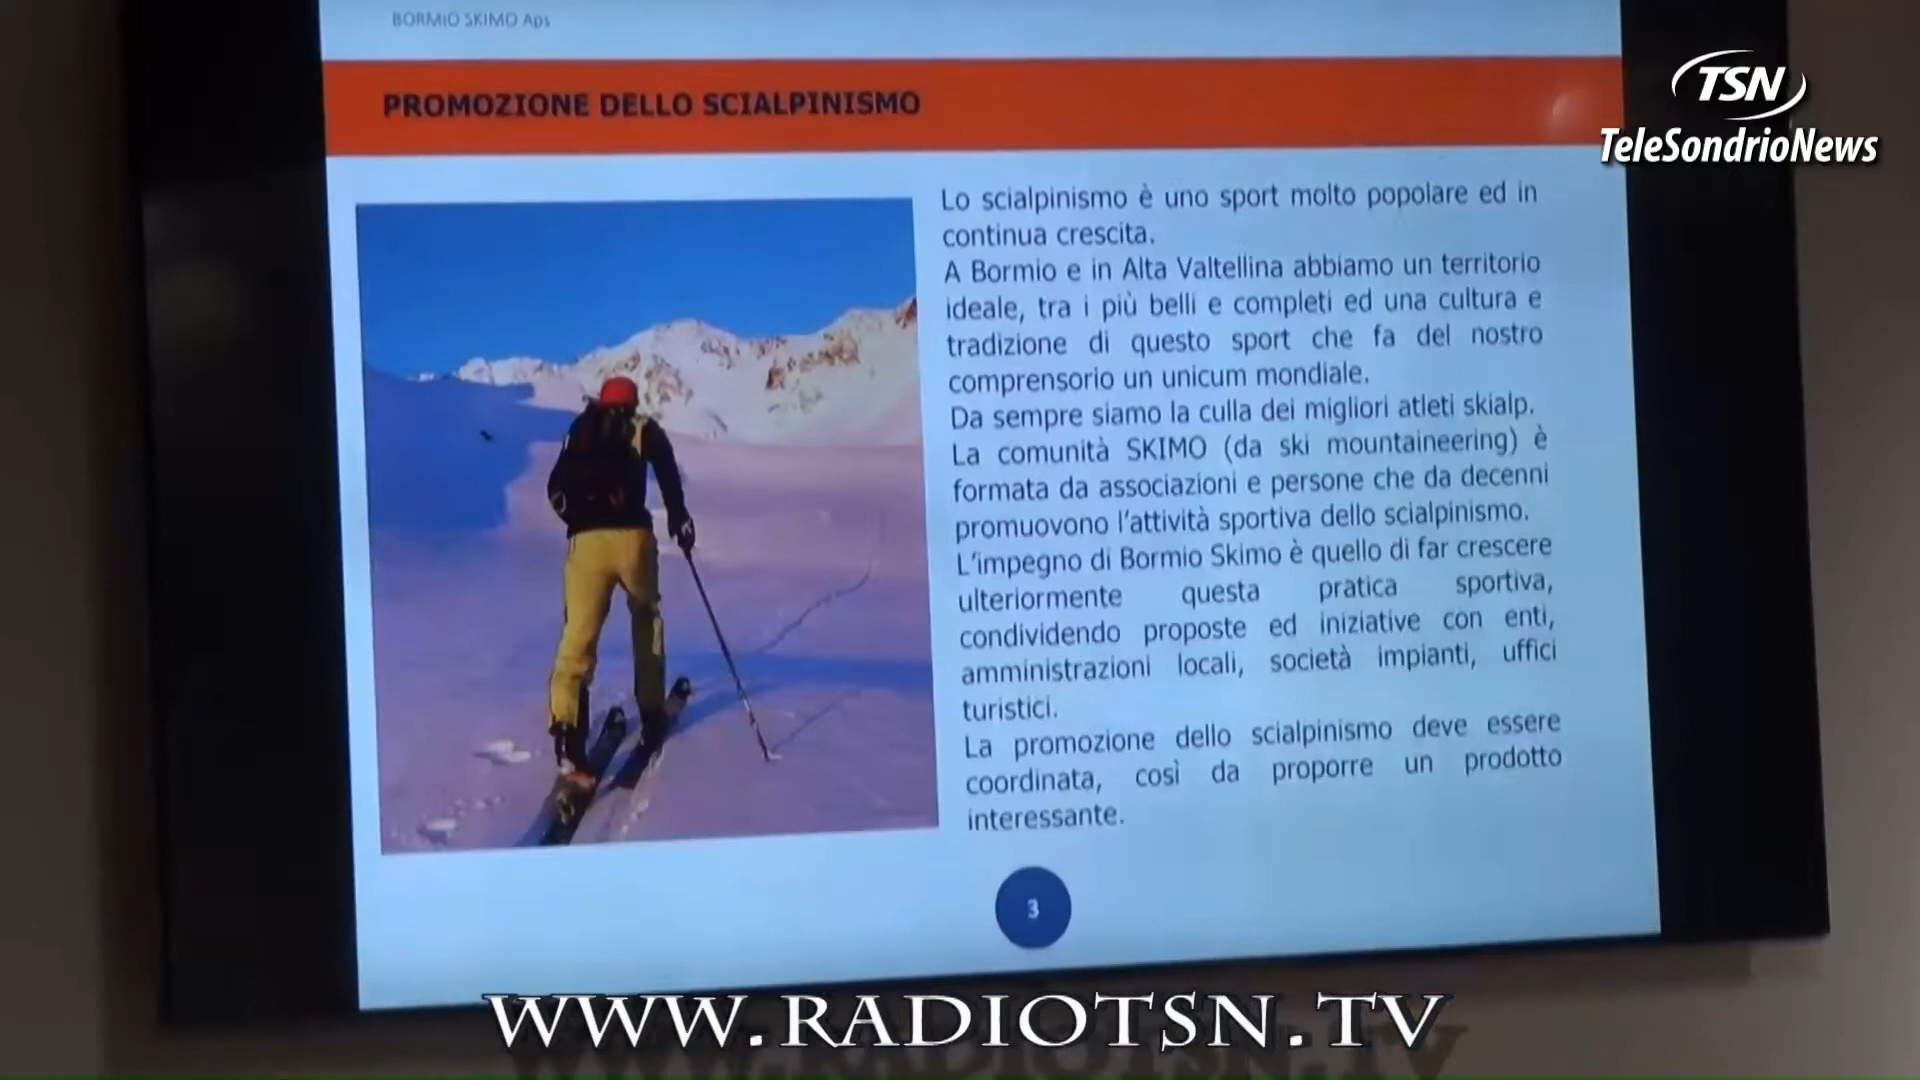 BORMIO SKIMO Aps
PROMOZIONE DELLO SCIALPINISMO
TSN
TeleSondrioNews
Lo scialpinismo è uno sport molto popolare ed in
continua crescita.
A Bormio e in Alta Valtellina abbiamo un territorio
ideale, tra i più belli e completi ed una cultura e
tradizione di questo sport che fa del nostro
comprensorio un unicum mondiale.
Da sempre siamo la culla dei migliori atleti skialp.
La comunità SKIMO (da ski mountaineering) è
formata da associazioni e persone che da decenni
promuovono l'attività sportiva dello scialpinismo.
L'impegno di Bormio Skimo è quello di far crescere
ulteriormente questa pratica sportiva,
condividendo proposte ed iniziative con enti,
amministrazioni locali, società impianti, uffici
turistici.
La promozione dello scialpinismo deve essere
coordinata, così da proporre un prodotto
interessante.
3
WWW.RADIOTSN.TV